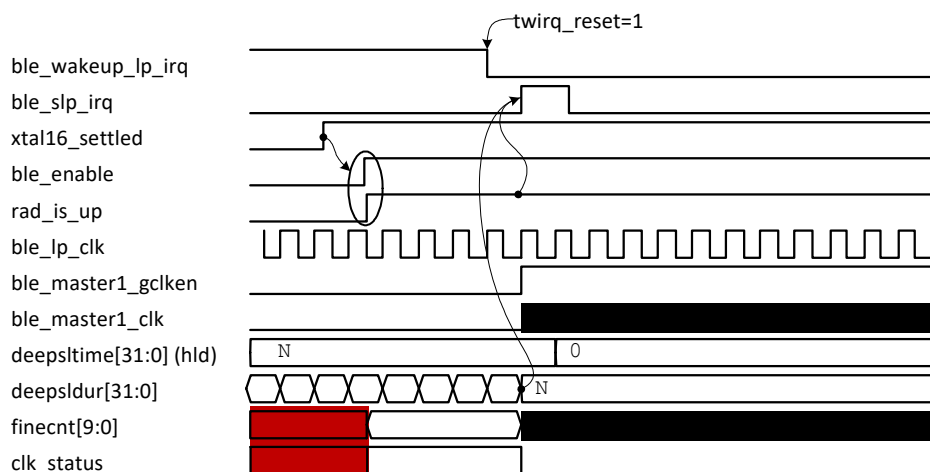 twirq_reset=1
ble_wakeup_lp_irq
ble_slp_irq
xtal16_settled
ble_enable
rad_is_up
ble_lp_clk
ble_master1_gclken
ble_master1_clk
deepsltime[31:0] (hld) N 0
deepsldur[31:0] N
finecnt[9:0]
clk_status